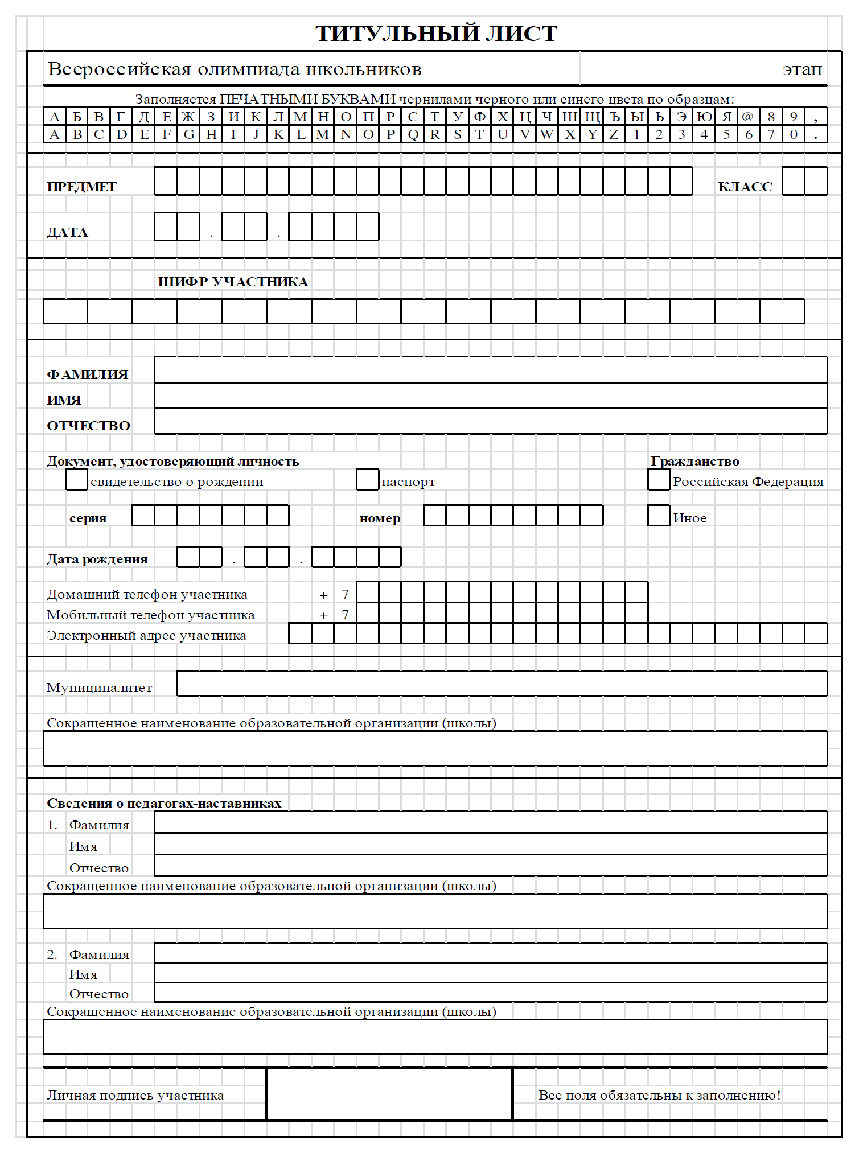 ТИТУЛЬНЫЙ ЛИСТ
Всероссийская олимпиада школьников этап
Заполняется ПЕЧАТНЫМИ БУКВАМИ чернилами черного или синего цвета по образцам:
А Б В Г Д Е Ж З И К Л М Н О П Р С Т У Ф Х Ц Ч Ш Щ Ъ Ы Ь Э Ю Я @ 8 9 ,
A B C D E F G H I J K L M N O P Q R S T U V W X Y Z 1 2 3 4 5 6 7 0 .
ПРЕДМЕТ КЛАСС
ДАТА . .
ШИФР УЧАСТНИКА
ФАМИЛИЯ
ИМЯ
ОТЧЕСТВО
Документ, удостоверяющий личность Гражданство
свидетельство о рождении паспорт Российская Федерация
серия номер Иное
Дата рождения . .
Домашний телефон участника + 7
Мобильный телефон участника + 7
Электронный адрес участника
Муниципалитет
Сокращенное наименование образовательной организации (школы)
Сведения о педагогах-наставниках
1. Фамилия
Имя
Отчество
Сокращенное наименование образовательной организации (школы)
2. Фамилия
Имя
Отчество
Сокращенное наименование образовательной организации (школы)
Личная подпись участника Все поля обязательны к заполнению!